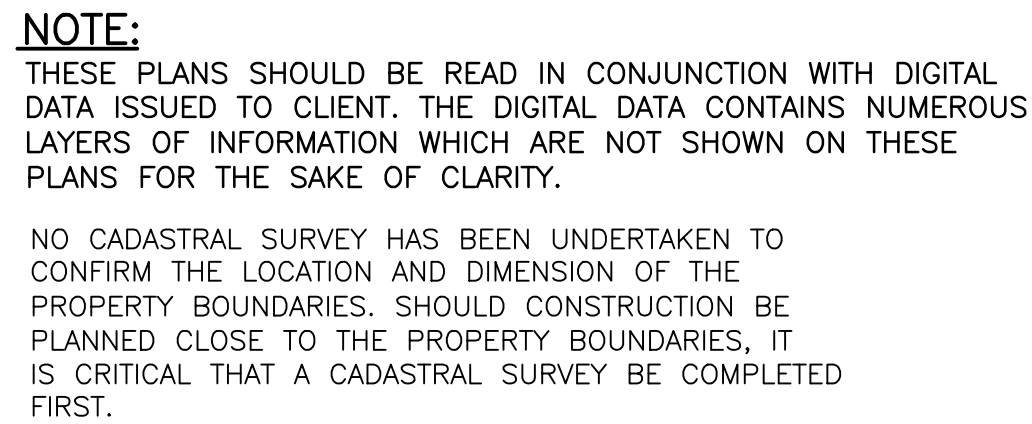 NOTE:
THESE PLANS SHOULD BE READ IN CONJUNCTION WITH DIGITAL
DATA ISSUED TO CLIENT. THE DIGITAL DATA CONTAINS NUMEROUS
LAYERS OF INFORMATION WHICH ARE NOT SHOWN ON THESE
PLANS FOR THE SAKE OF CLARITY.
NO CADASTRAL SURVEY HAS BEEN UNDERTAKEN TO
CONFIRM THE LOCATION AND DIMENSION OF THE
PROPERTY BOUNDARIES. SHOULD CONSTRUCTION BE
PLANNED CLOSE TO THE PROPERTY BOUNDARIES, IT
IS CRITICAL THAT A CADASTRAL SURVEY BE COMPLETED
FIRST.